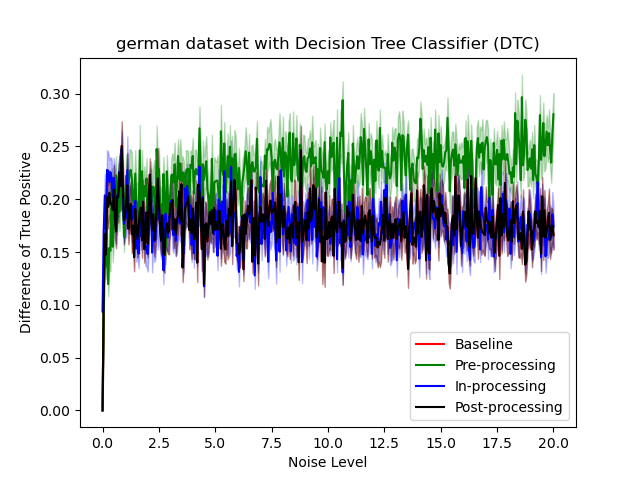 german dataset with Decision Tree Classifier (DTC)
Difference of True Positive
0.30
0.25
0.20
0.15
0.10
0.05
0.00
0.0 2.5 5.0 7.5 10.0 12.5 15.0 17.5 20.0
Noise Level
Baseline
Pre-processing
In-processing
Post-processing